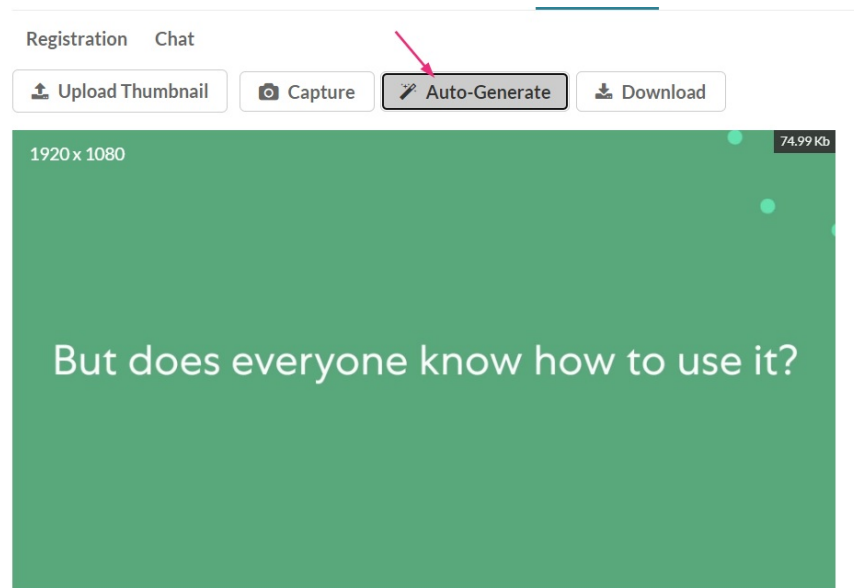 Registration Chat
Upload Thumbnail Capture Auto-Generate Download
1920 x 1080 74.99 Kb
But does everyone know how to use it?